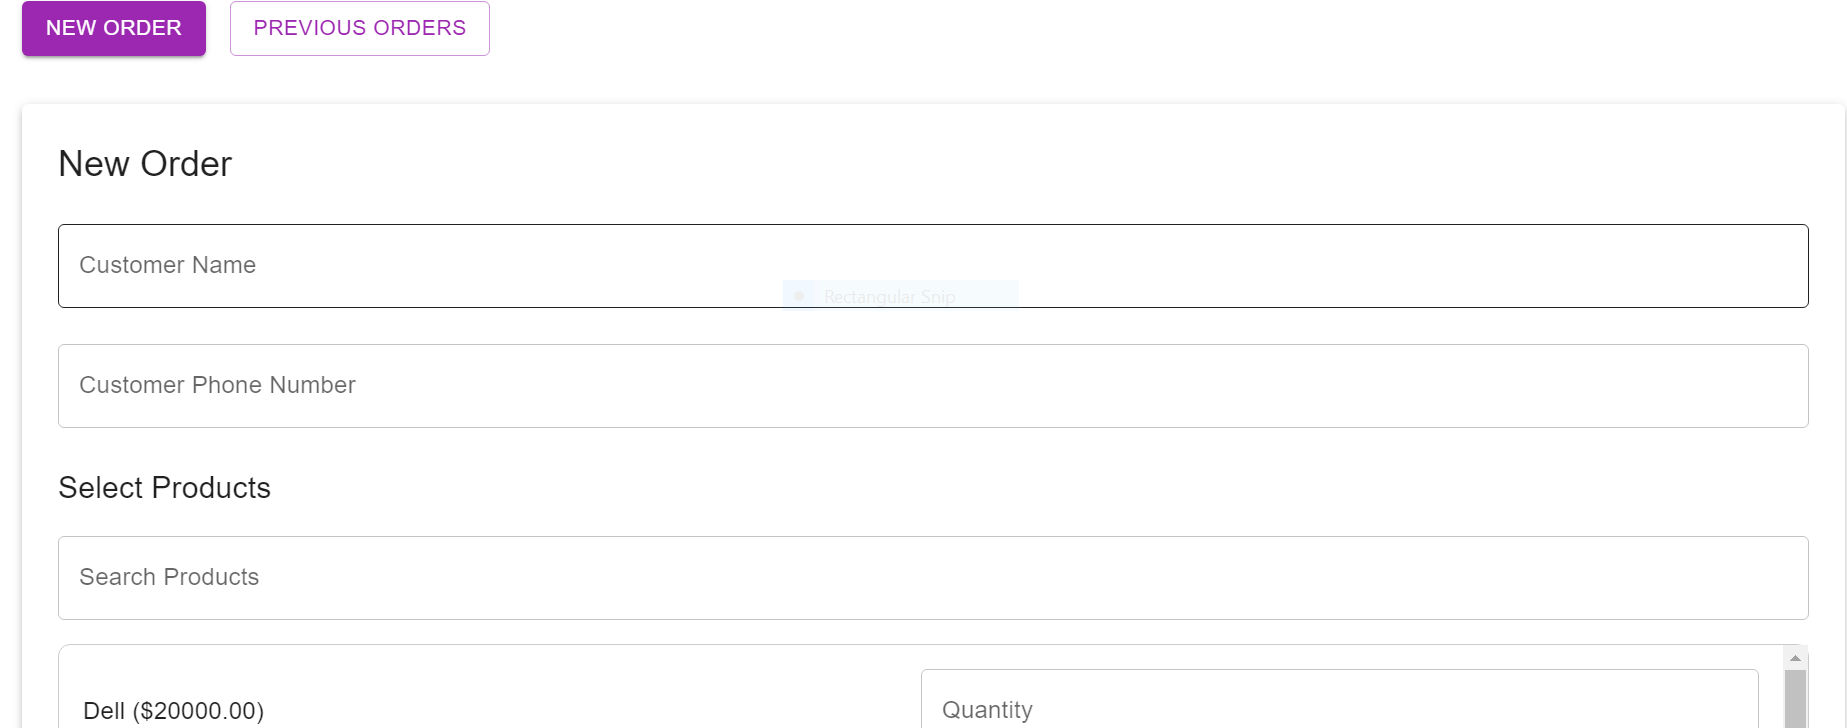 NEW ORDER PREVIOUS ORDERS
New Order
Customer Name
Rectangular Snip
Customer Phone Number
Select Products
Search Products
Dell ($20000.00) Quantity